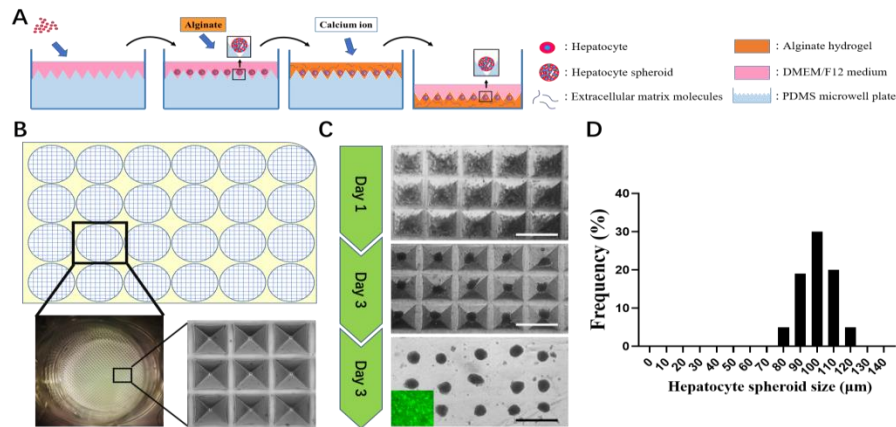 A
Alginate
Calcium ion
: Hepatocyte
: Hepatocyte spheroid
: Extracellular matrix molecules
: Alginate hydrogel
: DMEM/F12 medium
: PDMS microwell plate
B
C
Day 1
Day 3
Day 3
D
Frequency (%)
40
30
20
10
0
0 10 20 30 40 50 60 70 80 90 100 110 120 130 140
Hepatocyte spheroid size (μm)